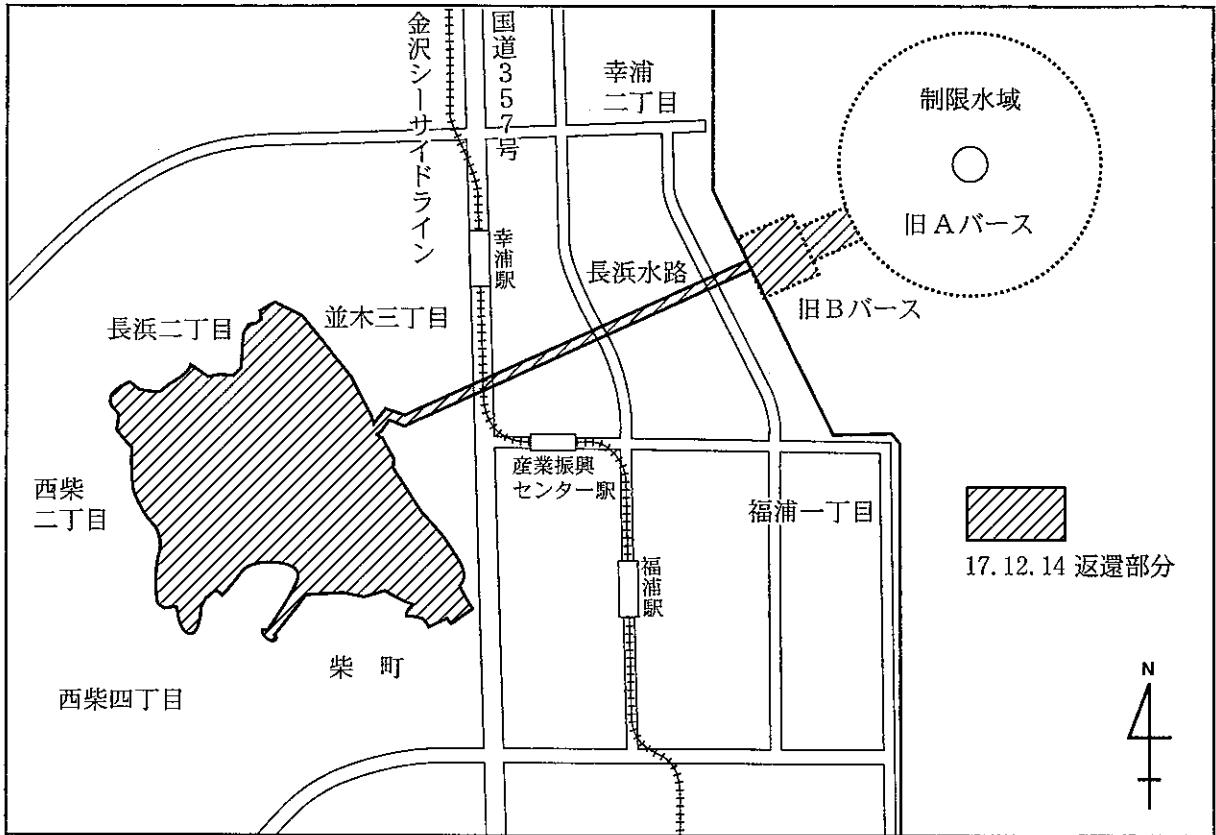 金沢シーサイドライン
国道357号
幸浦
二丁目
制限水域
旧Aバース
幸浦駅
長浜水路
旧Bバース
長浜二丁目
並木三丁目
産業振興
センター駅
西柴
二丁目
福浦一丁目
17.12.14 返還部分
福浦駅
柴 町
西柴四丁目
N